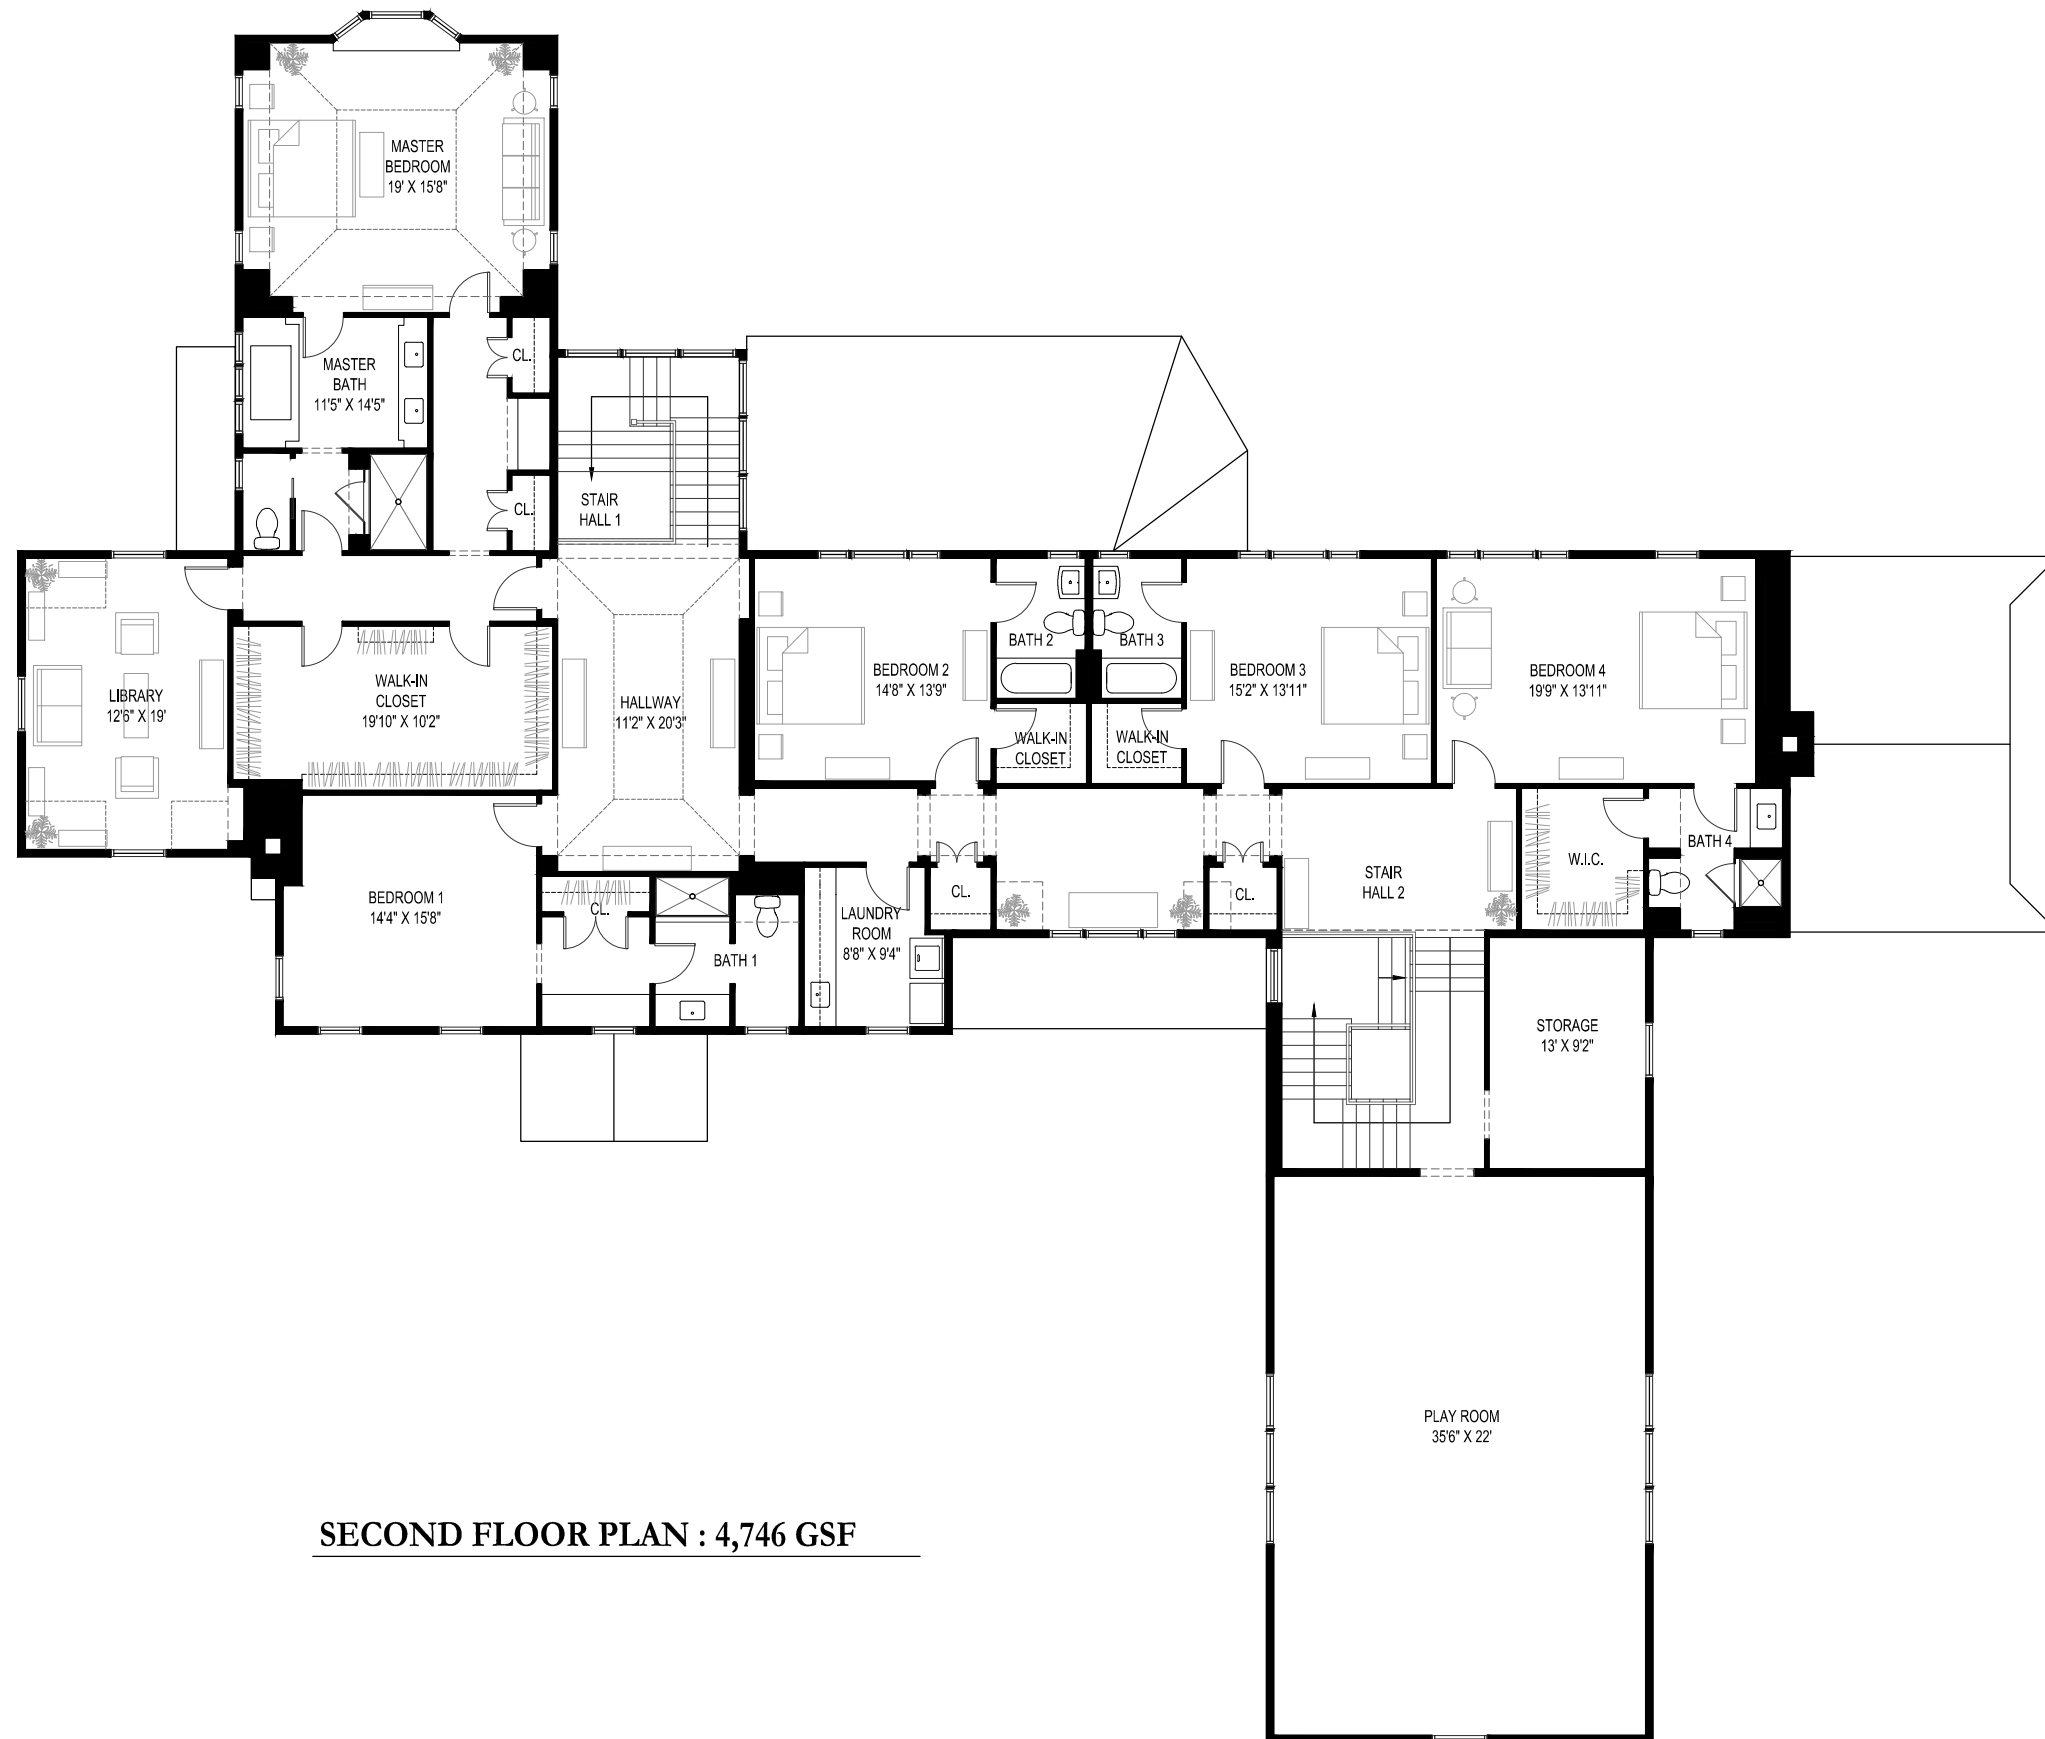 MASTER
BEDROOM
19' X 15'8"
MASTER
BATH
11'5" X 14'5"
CL.
CL.
STAIR
HALL 1
LIBRARY
12'6" X 19'
WALK-IN
CLOSET
19'10" X 10'2"
HALLWAY
11'2" X 20'3"
BEDROOM 2
14'8" X 13'9"
BATH 2
BATH 3
WALK-IN
CLOSET
WALK-IN
CLOSET
BEDROOM 3
15'2" X 13'11"
BEDROOM 4
19'9" X 13'11"
BEDROOM 1
14'4" X 15'8"
CL.
BATH 1
LAUNDRY
ROOM
8'8" X 9'4"
CL.
CL.
STAIR
HALL 2
W.I.C.
BATH 4
STORAGE
13' X 9'2"
PLAY ROOM
35'6" X 22'
SECOND FLOOR PLAN : 4,746 GSF